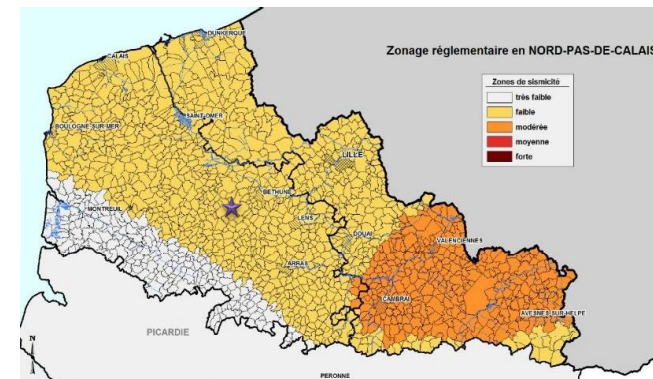 DUNKERQUE
CALAIS
Zonage réglementaire en NORD-PAS-DE-CALAIS
Zones de sismicité
très faible
faible
modérée
moyenne
forte
SAINT-OMER
BOULOGNE-SUR-MER
LILLE
BETHUNE
MONTREUIL
LENS
DOUAI
VALENCIENNES
ARRAS
CAMBRAI
AVESNES-SUR-HELPE
PICARDIE
N
PERONNE